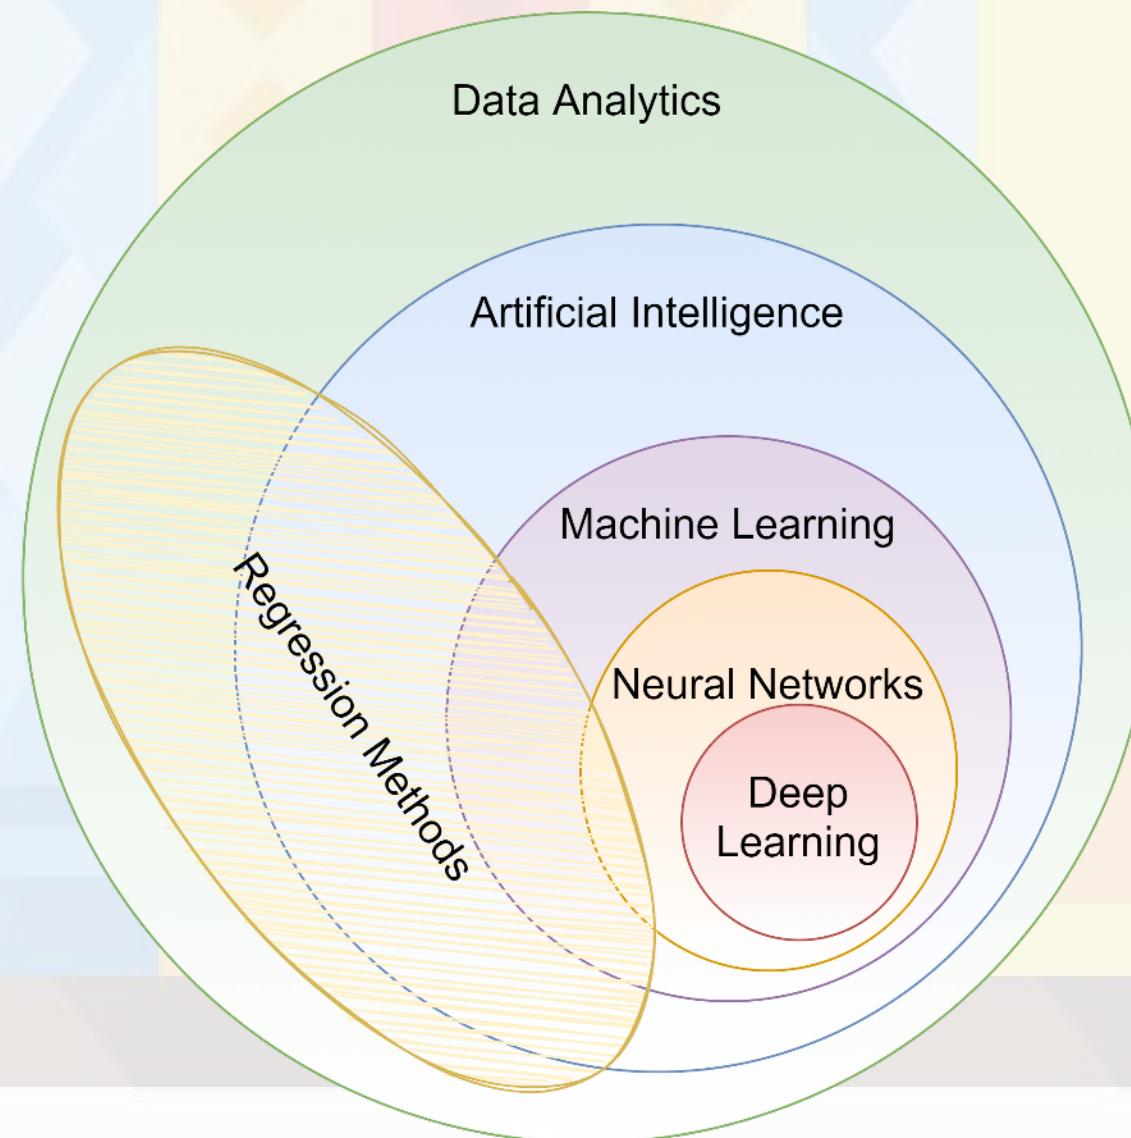 Data Analytics
Artificial Intelligence
Machine Learning
Regression Methods
Neural Networks
Deep
Learning